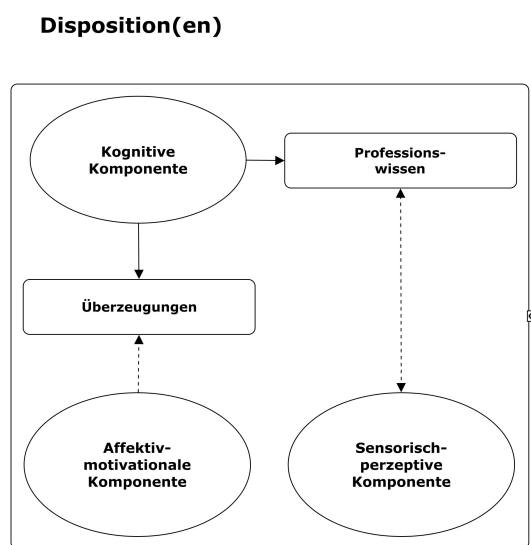 Disposition(en)
Kognitive
Komponente
Professions-
wissen
Überzeugungen
Affektiv-
motivationale
Komponente
Sensorisch-
perzeptive
Komponente